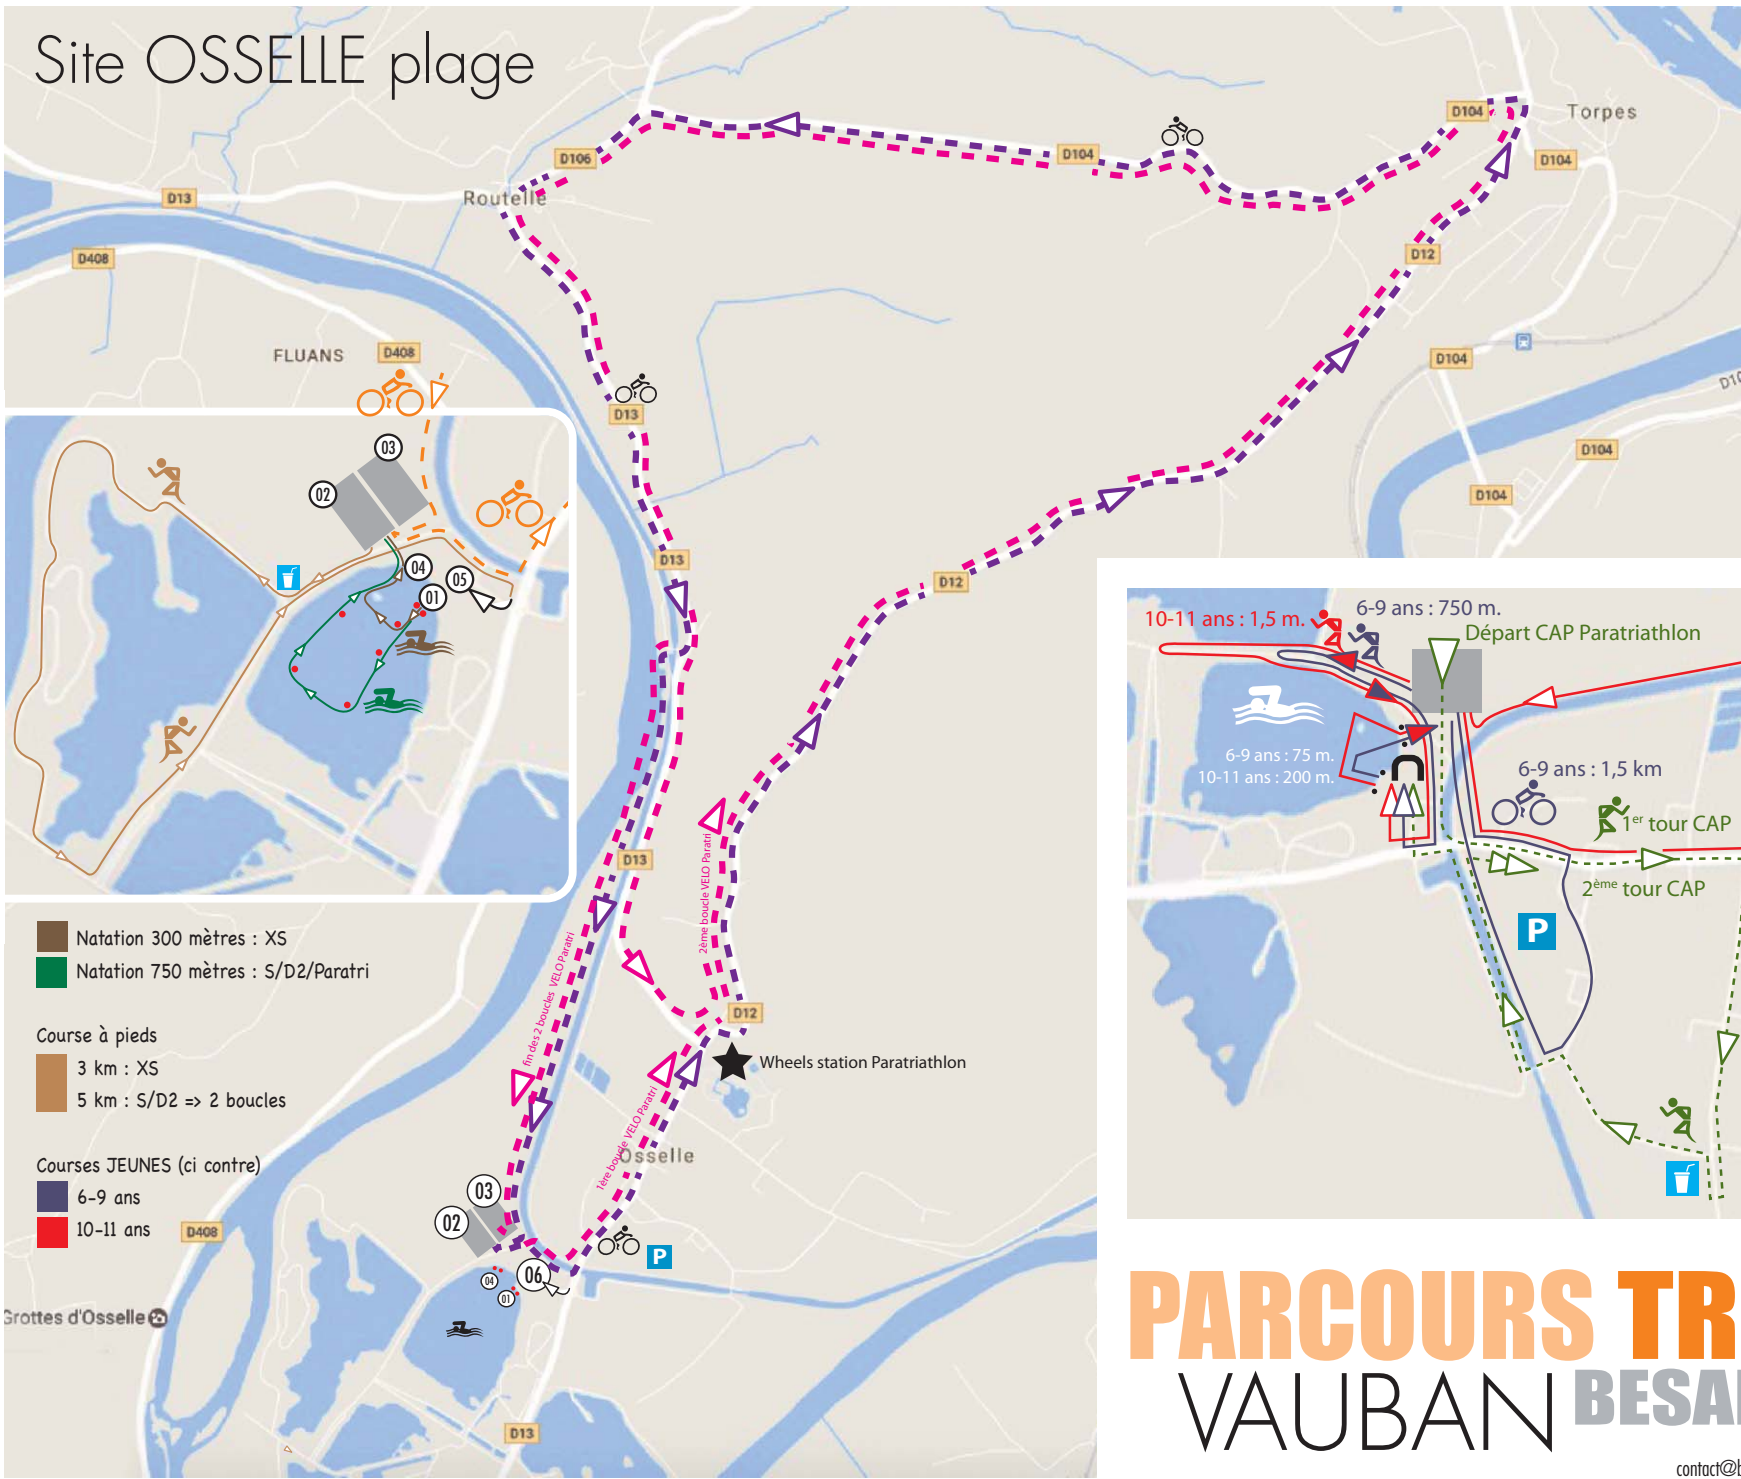 Site OSSELLE plage
D106
Routelle
D13
D408
D104
D104
Torpes
D104
D12
FLUANS
D408
D13
D104
D104
D104
03
02
04
01
05
D13
D12
10-11 ans : 1,5 m.
6-9 ans : 750 m.
Départ CAP Paratriathlon
6-9 ans : 75 m.
10-11 ans : 200 m.
6-9 ans : 1,5 km
1er tour CAP
2ème tour CAP
P
D13
2ème boucle VELO Paratri
fin des 2 boucles VELO Paratri
1ère boucle VELO Paratri
D12
Wheels station Paratriathlon
Natation 300 mètres : XS
Natation 750 mètres : S/D2/Paratri
Course à pieds
3 km : XS
5 km : S/D2 => 2 boucles
Courses JEUNES (ci contre)
6-9 ans
10-11 ans
Osselle
03
02
D408
P
06
04
01
Grottes d'Osselle
D13
PARCOURS TR
VAUBAN BESA
contact@